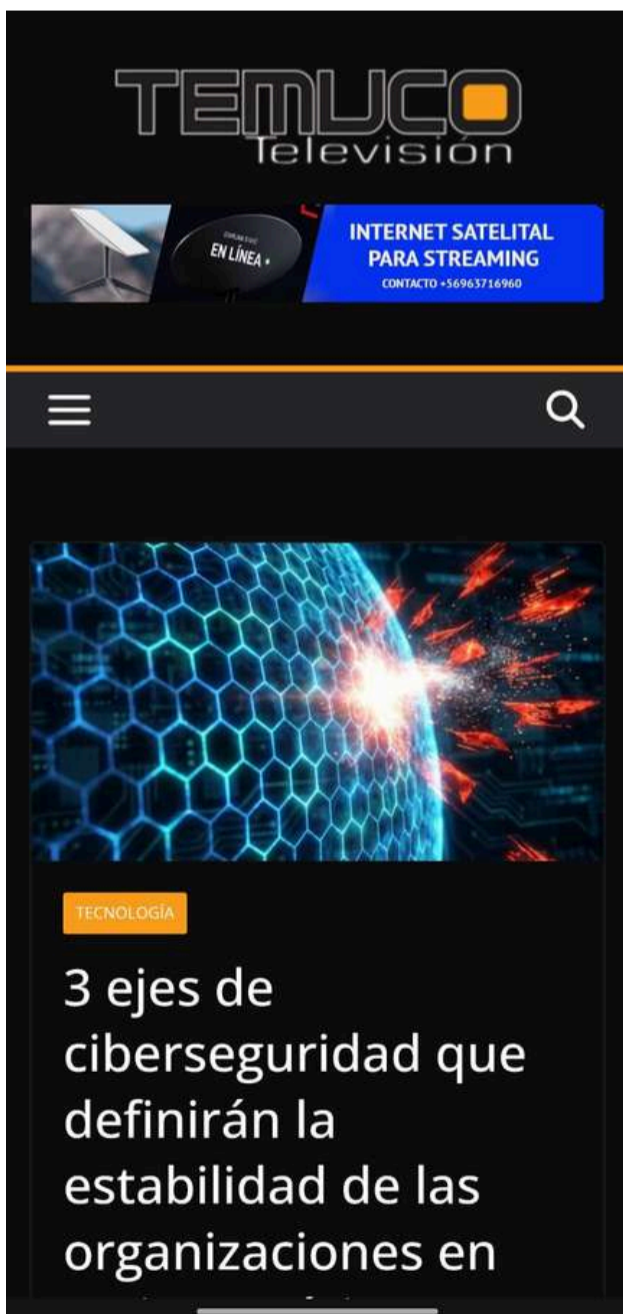 TEMUCO
Televisión
EN LÍNEA
INTERNET SATELITAL
PARA STREAMING
CONTACTO +56963716960
TECNOLOGÍA
3 ejes de
ciberseguridad que
definirán la
estabilidad de las
organizaciones en